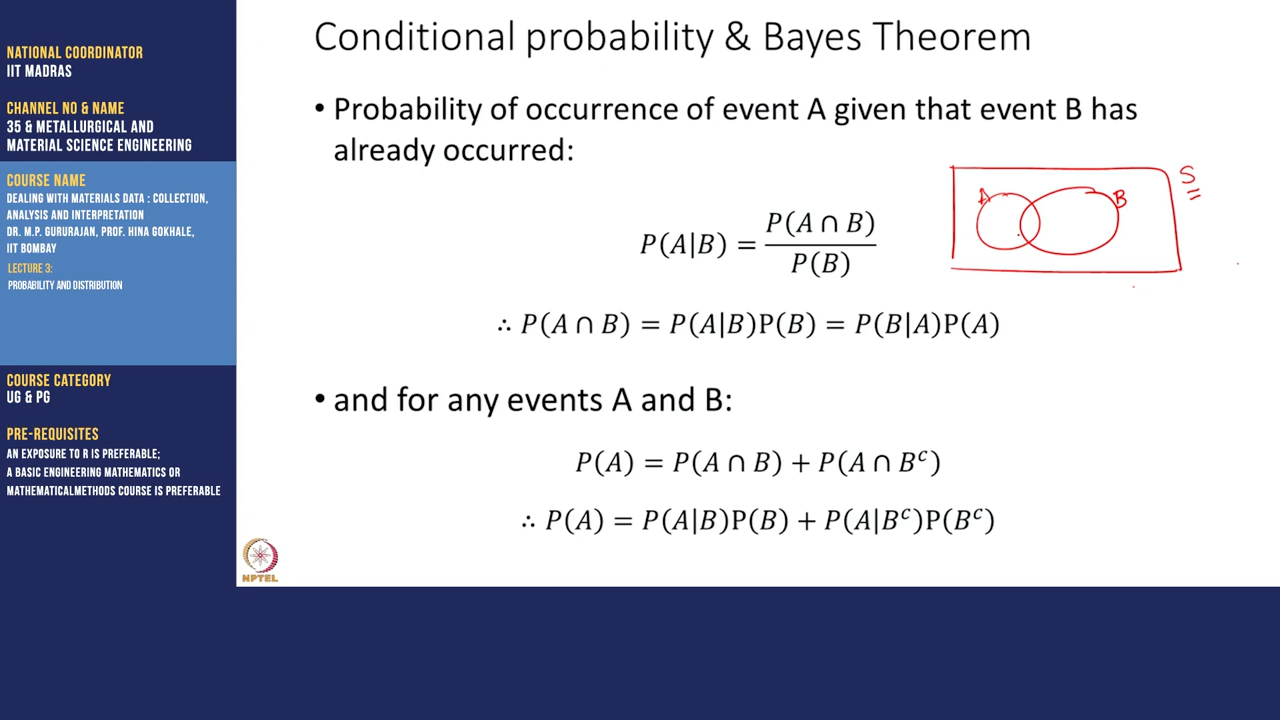 NATIONAL COORDINATOR
IIT MADRAS
CHANNEL NO & NAME
35 & METALLURGICAL AND
MATERIAL SCIENCE ENGINEERING
COURSE NAME
DEALING WITH MATERIALS DATA : COLLECTION,
ANALYSIS AND INTERPRETATION
DR. M.P. GURURAJAN, PROF. HINA GOKHALE,
IIT BOMBAY
LECTURE 3:
PROBABILITY AND DISTRIBUTION
COURSE CATEGORY
UG & PG
PRE-REQUISITES
AN EXPOSURE TO R IS PREFERABLE;
A BASIC ENGINEERING MATHEMATICS OR
MATHEMATICALMETHODS COURSE IS PREFERABLE
Conditional probability & Bayes Theorem
• Probability of occurrence of event A given that event B has
already occurred:
P(A|B) = P(A ∩ B) / P(B)
A B S
∴ P(A ∩ B) = P(A|B)P(B) = P(B|A)P(A)
• and for any events A and B:
P(A) = P(A ∩ B) + P(A ∩ Bᶜ)
∴ P(A) = P(A|B)P(B) + P(A|Bᶜ)P(Bᶜ)
NPTEL